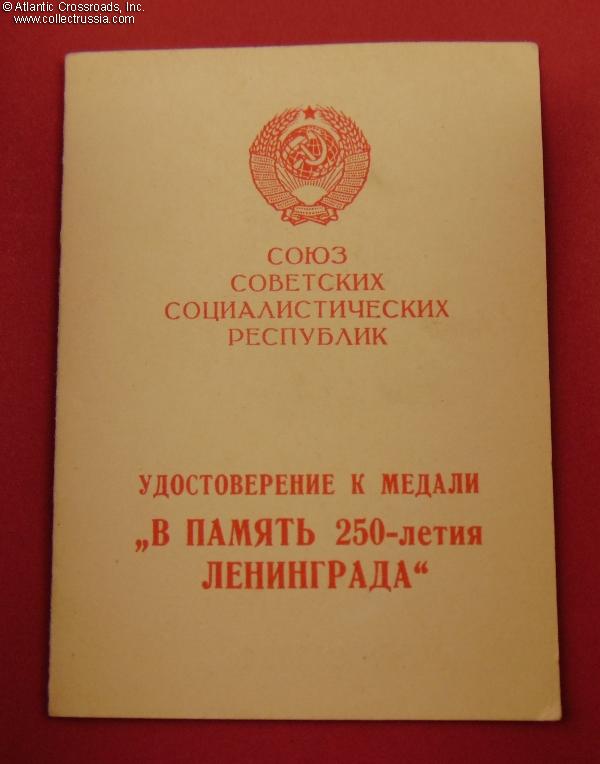 © Atlantic Crossroads, Inc.
www.collectrussia.com
СОЮЗ
СОВЕТСКИХ
СОЦИАЛИСТИЧЕСКИХ
РЕСПУБЛИК
УДОСТОВЕРЕНИЕ К МЕДАЛИ
„В ПАМЯТЬ 250-летия
ЛЕНИНГРАДА“